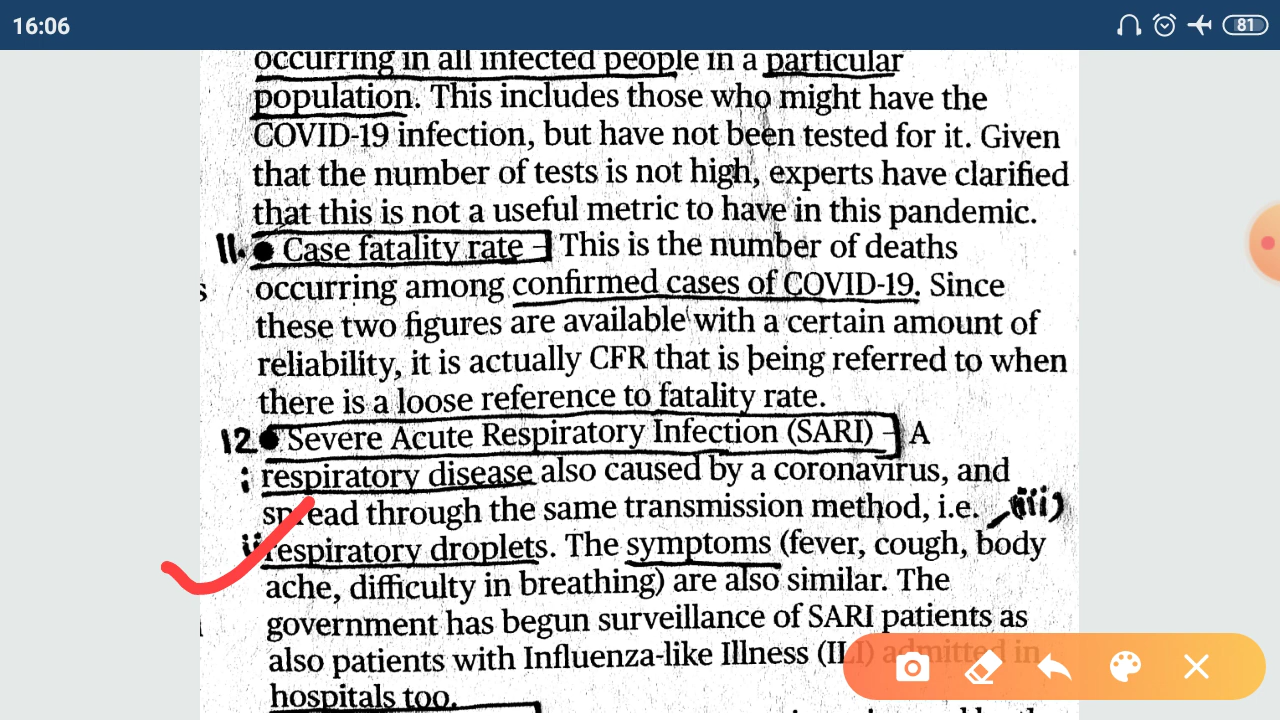 16:06
81
occurring in all infected people in a particular
population. This includes those who might have the
COVID-19 infection, but have not been tested for it. Given
that the number of tests is not high, experts have clarified
that this is not a useful metric to have in this pandemic.
11. ● Case fatality rate – This is the number of deaths
s occurring among confirmed cases of COVID-19. Since
these two figures are available with a certain amount of
reliability, it is actually CFR that is being referred to when
there is a loose reference to fatality rate.
12 ● Severe Acute Respiratory Infection (SARI) – A
i respiratory disease also caused by a coronavirus, and
spread through the same transmission method, i.e. iii)
ii respiratory droplets. The symptoms (fever, cough, body
ache, difficulty in breathing) are also similar. The
government has begun surveillance of SARI patients as
also patients with Influenza-like Illness (ILI) admitted in
hospitals too.